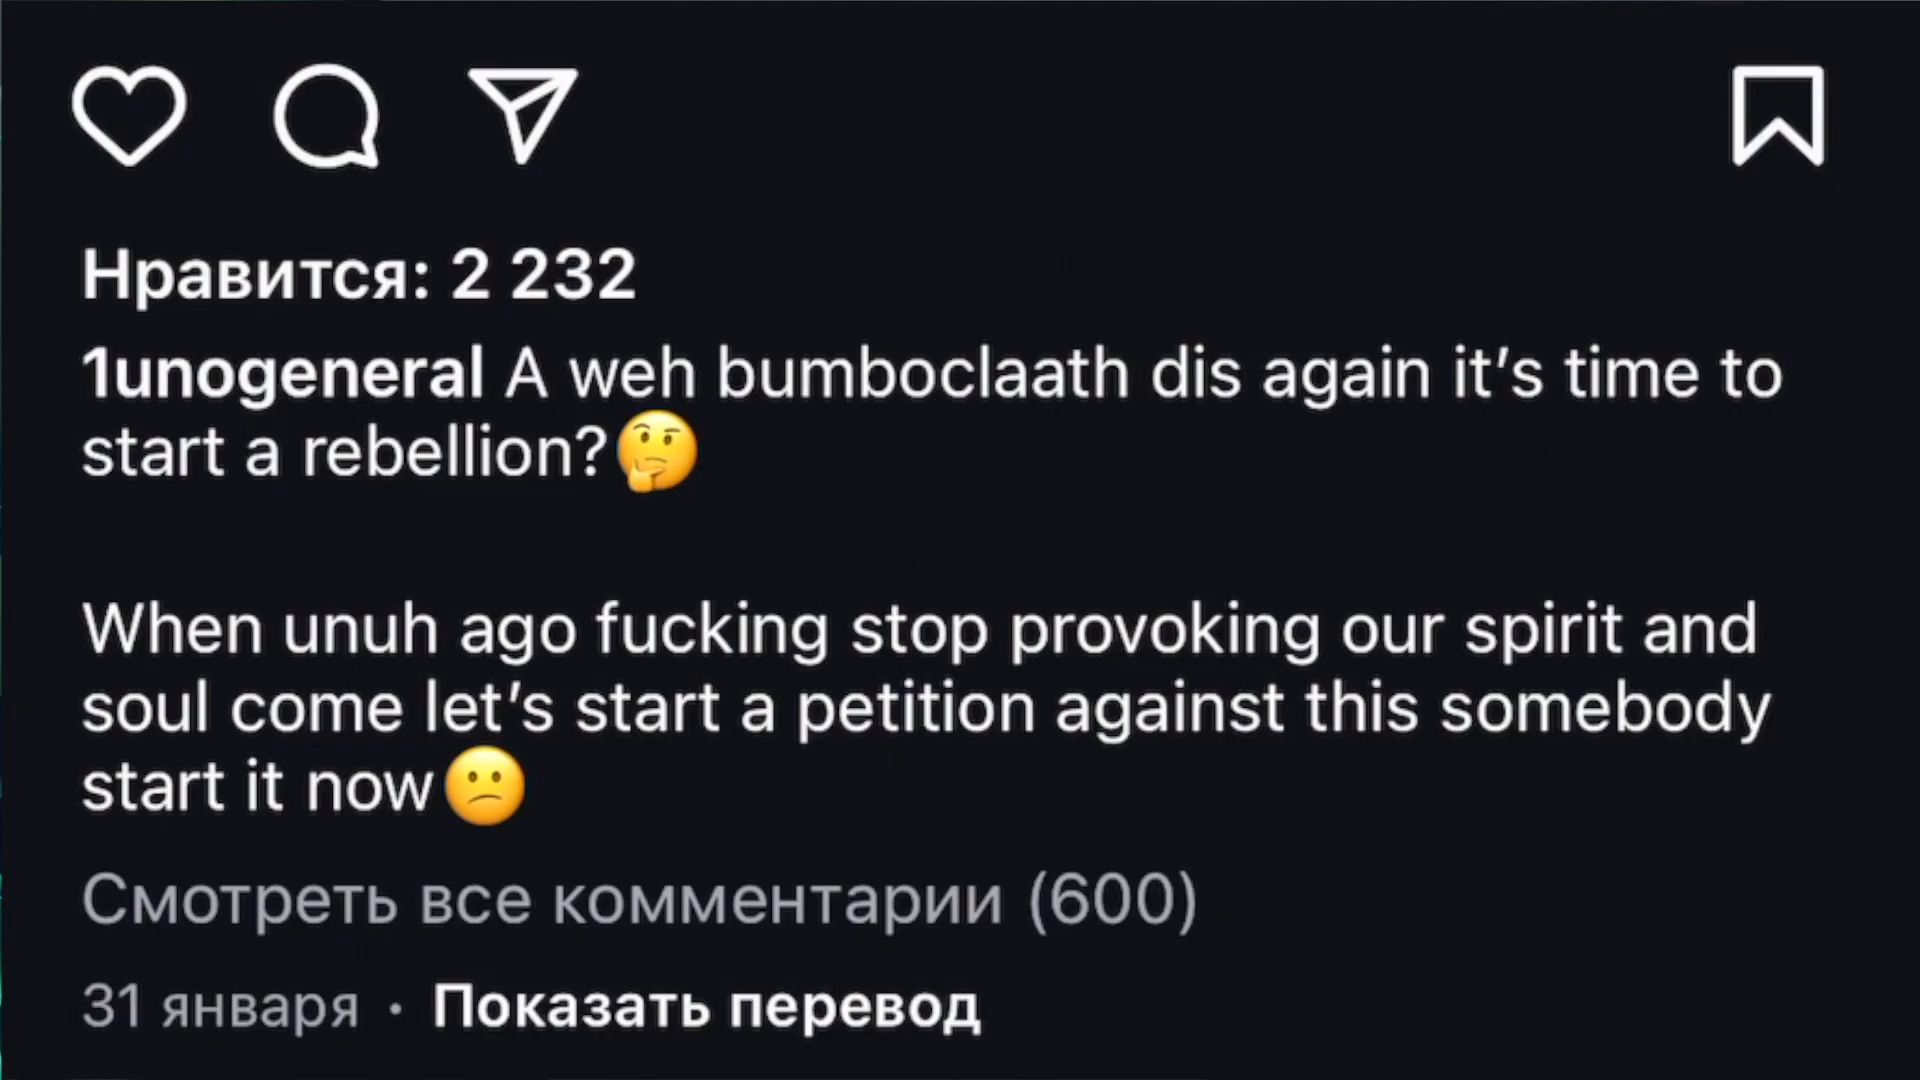 Нравится: 2 232
1unogeneral A weh bumboclaath dis again it’s time to
start a rebellion?🤔
When unuh ago fucking stop provoking our spirit and
soul come let’s start a petition against this somebody
start it now😕
Смотреть все комментарии (600)
31 января · Показать перевод